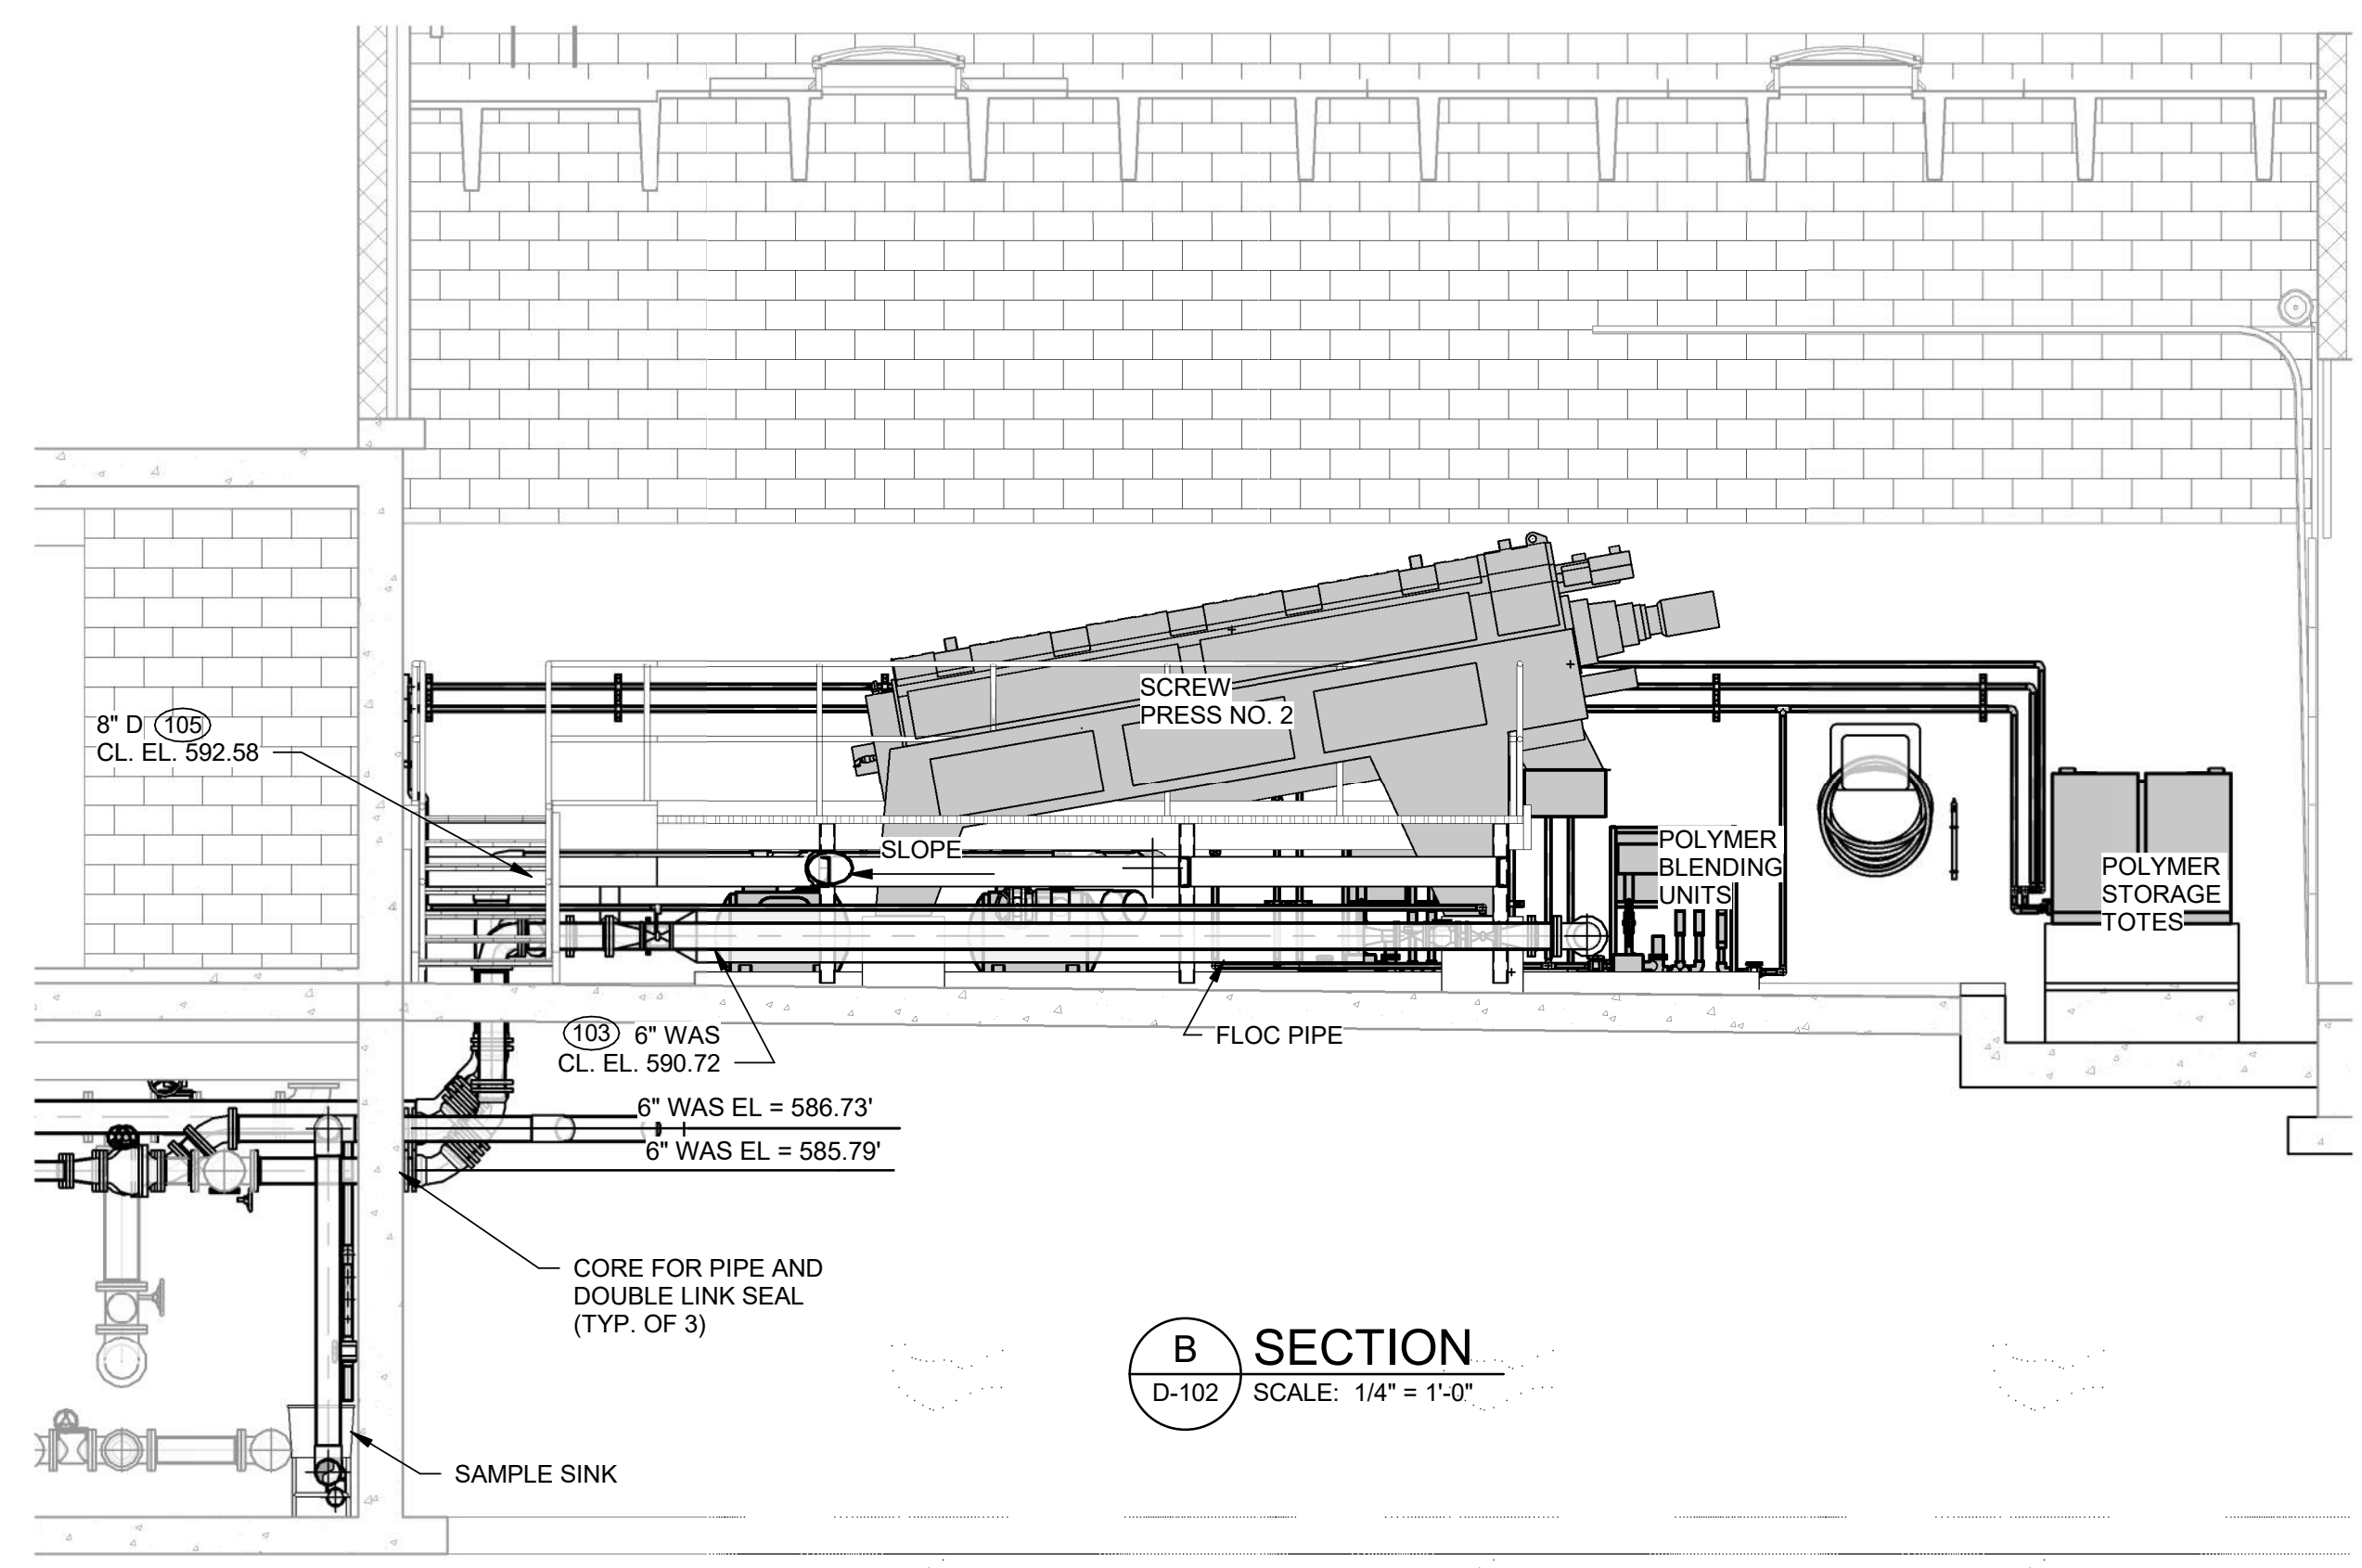 8" D 105
CL. EL. 592.58
SCREW
PRESS NO. 2
SLOPE
POLYMER
BLENDING
UNITS
POLYMER
STORAGE
TOTES
103 6" WAS
CL. EL. 590.72
FLOC PIPE
6" WAS EL = 586.73'
6" WAS EL = 585.79'
CORE FOR PIPE AND
DOUBLE LINK SEAL
(TYP. OF 3)
SAMPLE SINK
B SECTION
D-102 SCALE: 1/4" = 1'-0"